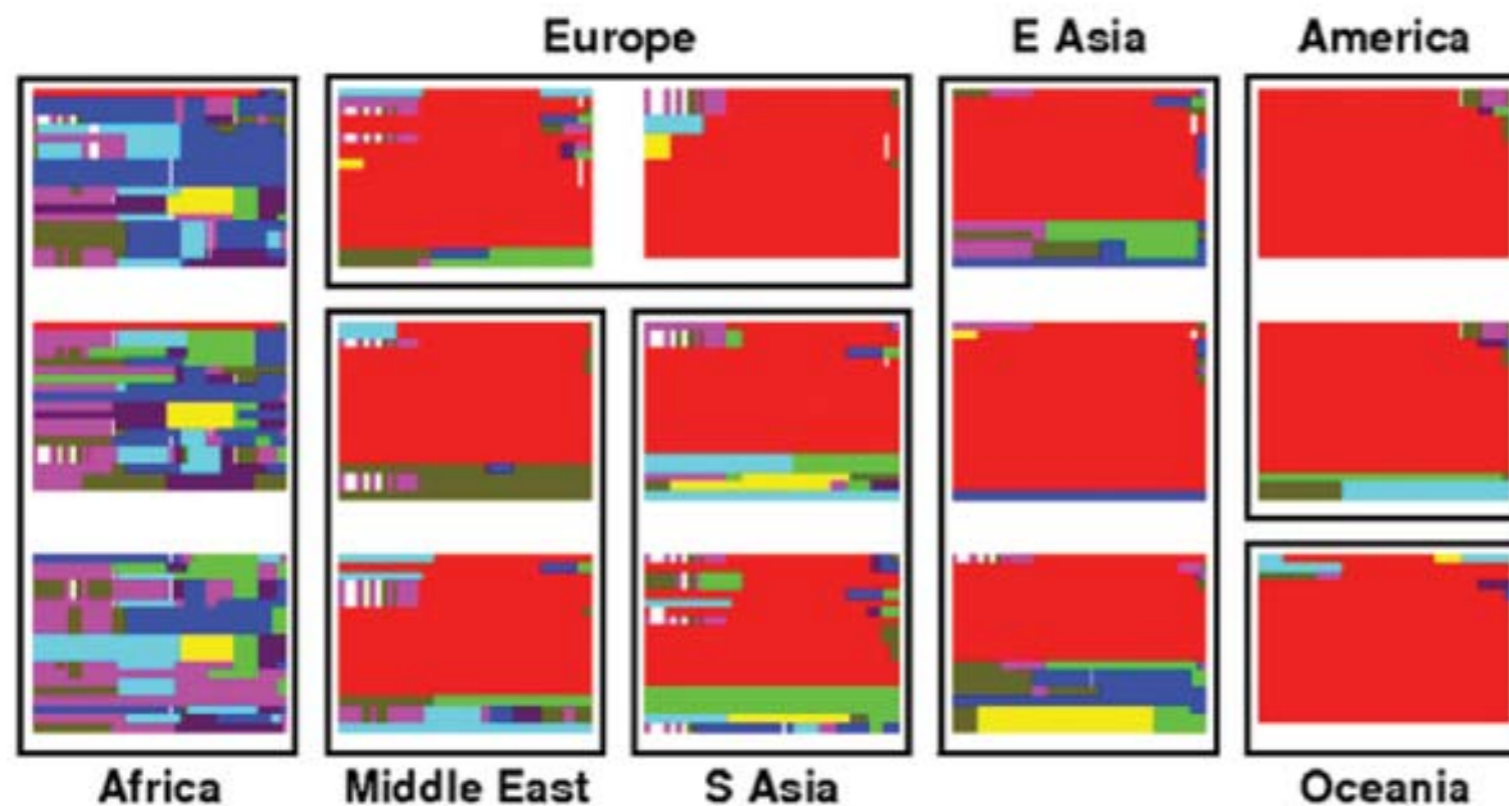 Europe
E Asia
America
Africa
Middle East
S Asia
Oceania